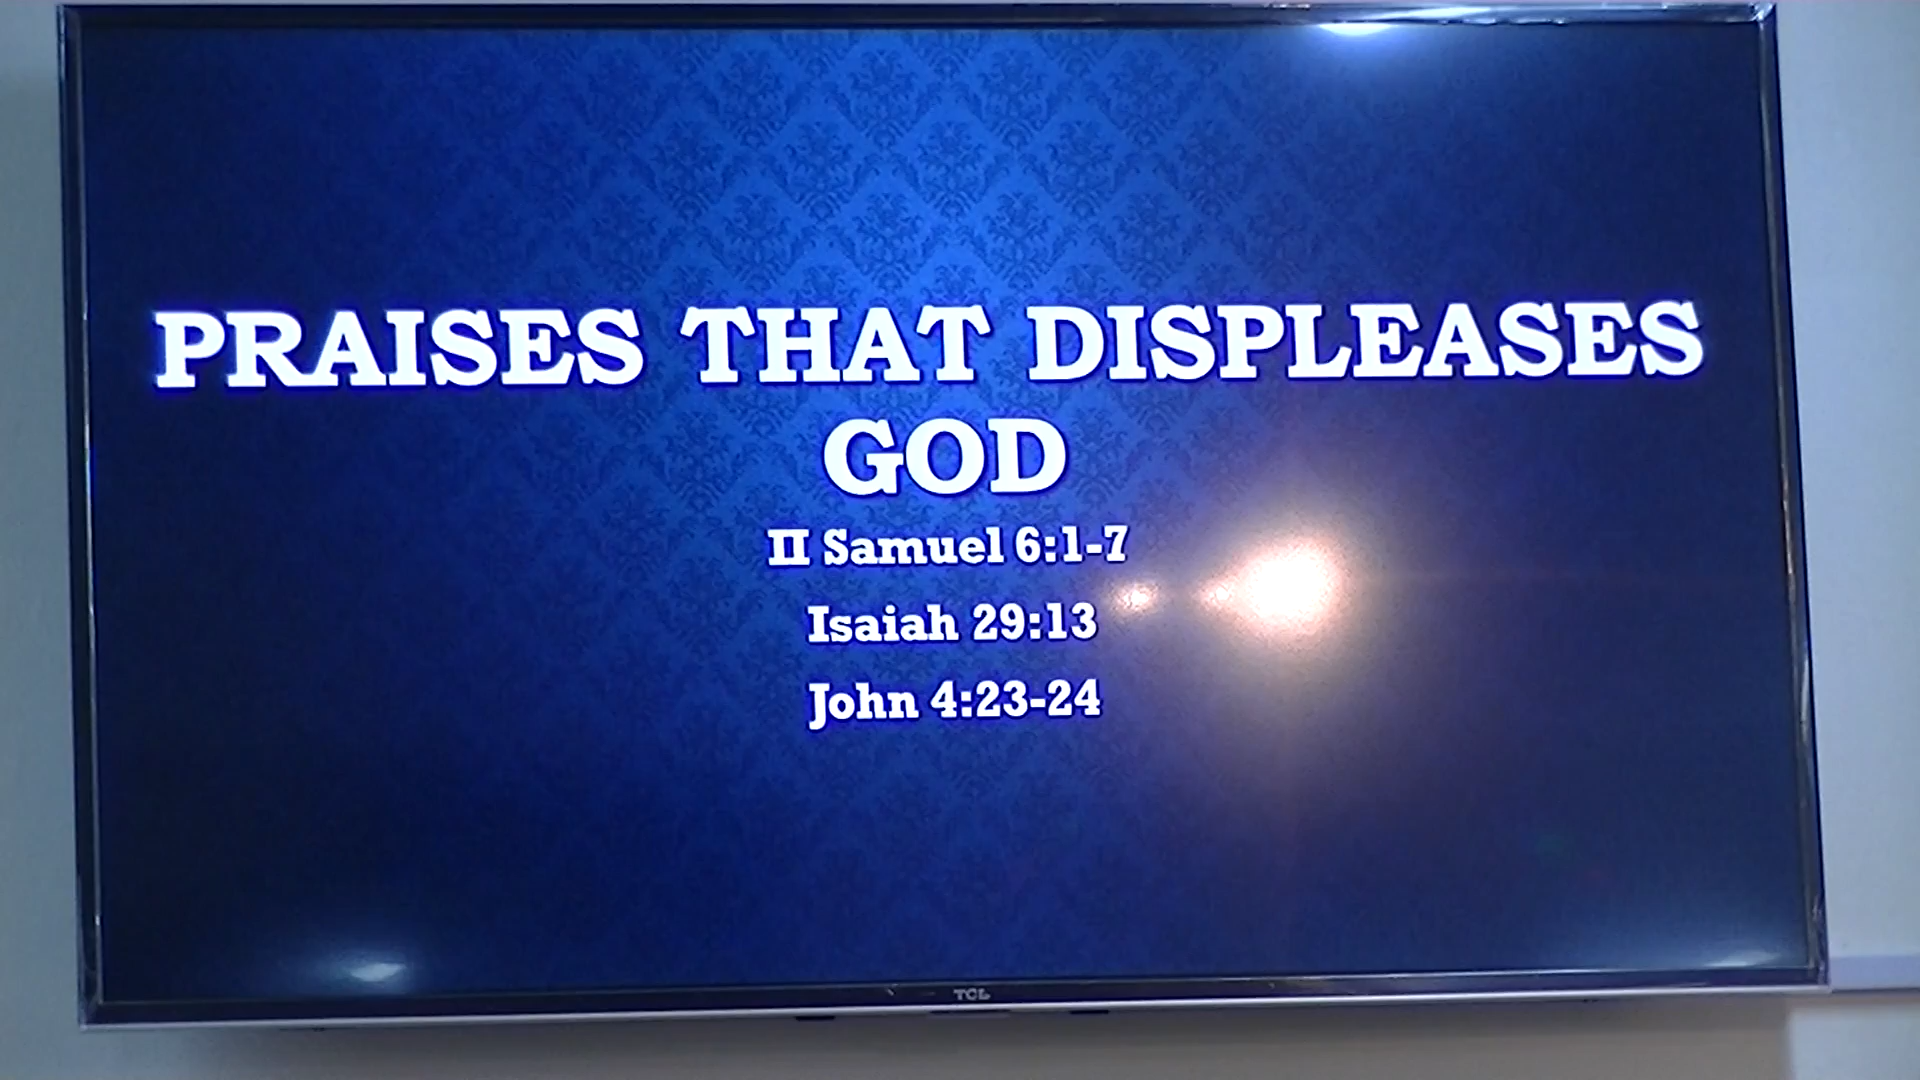 PRAISES THAT DISPLEASES
GOD
II Samuel 6:1-7
Isaiah 29:13
John 4:23-24
TCL